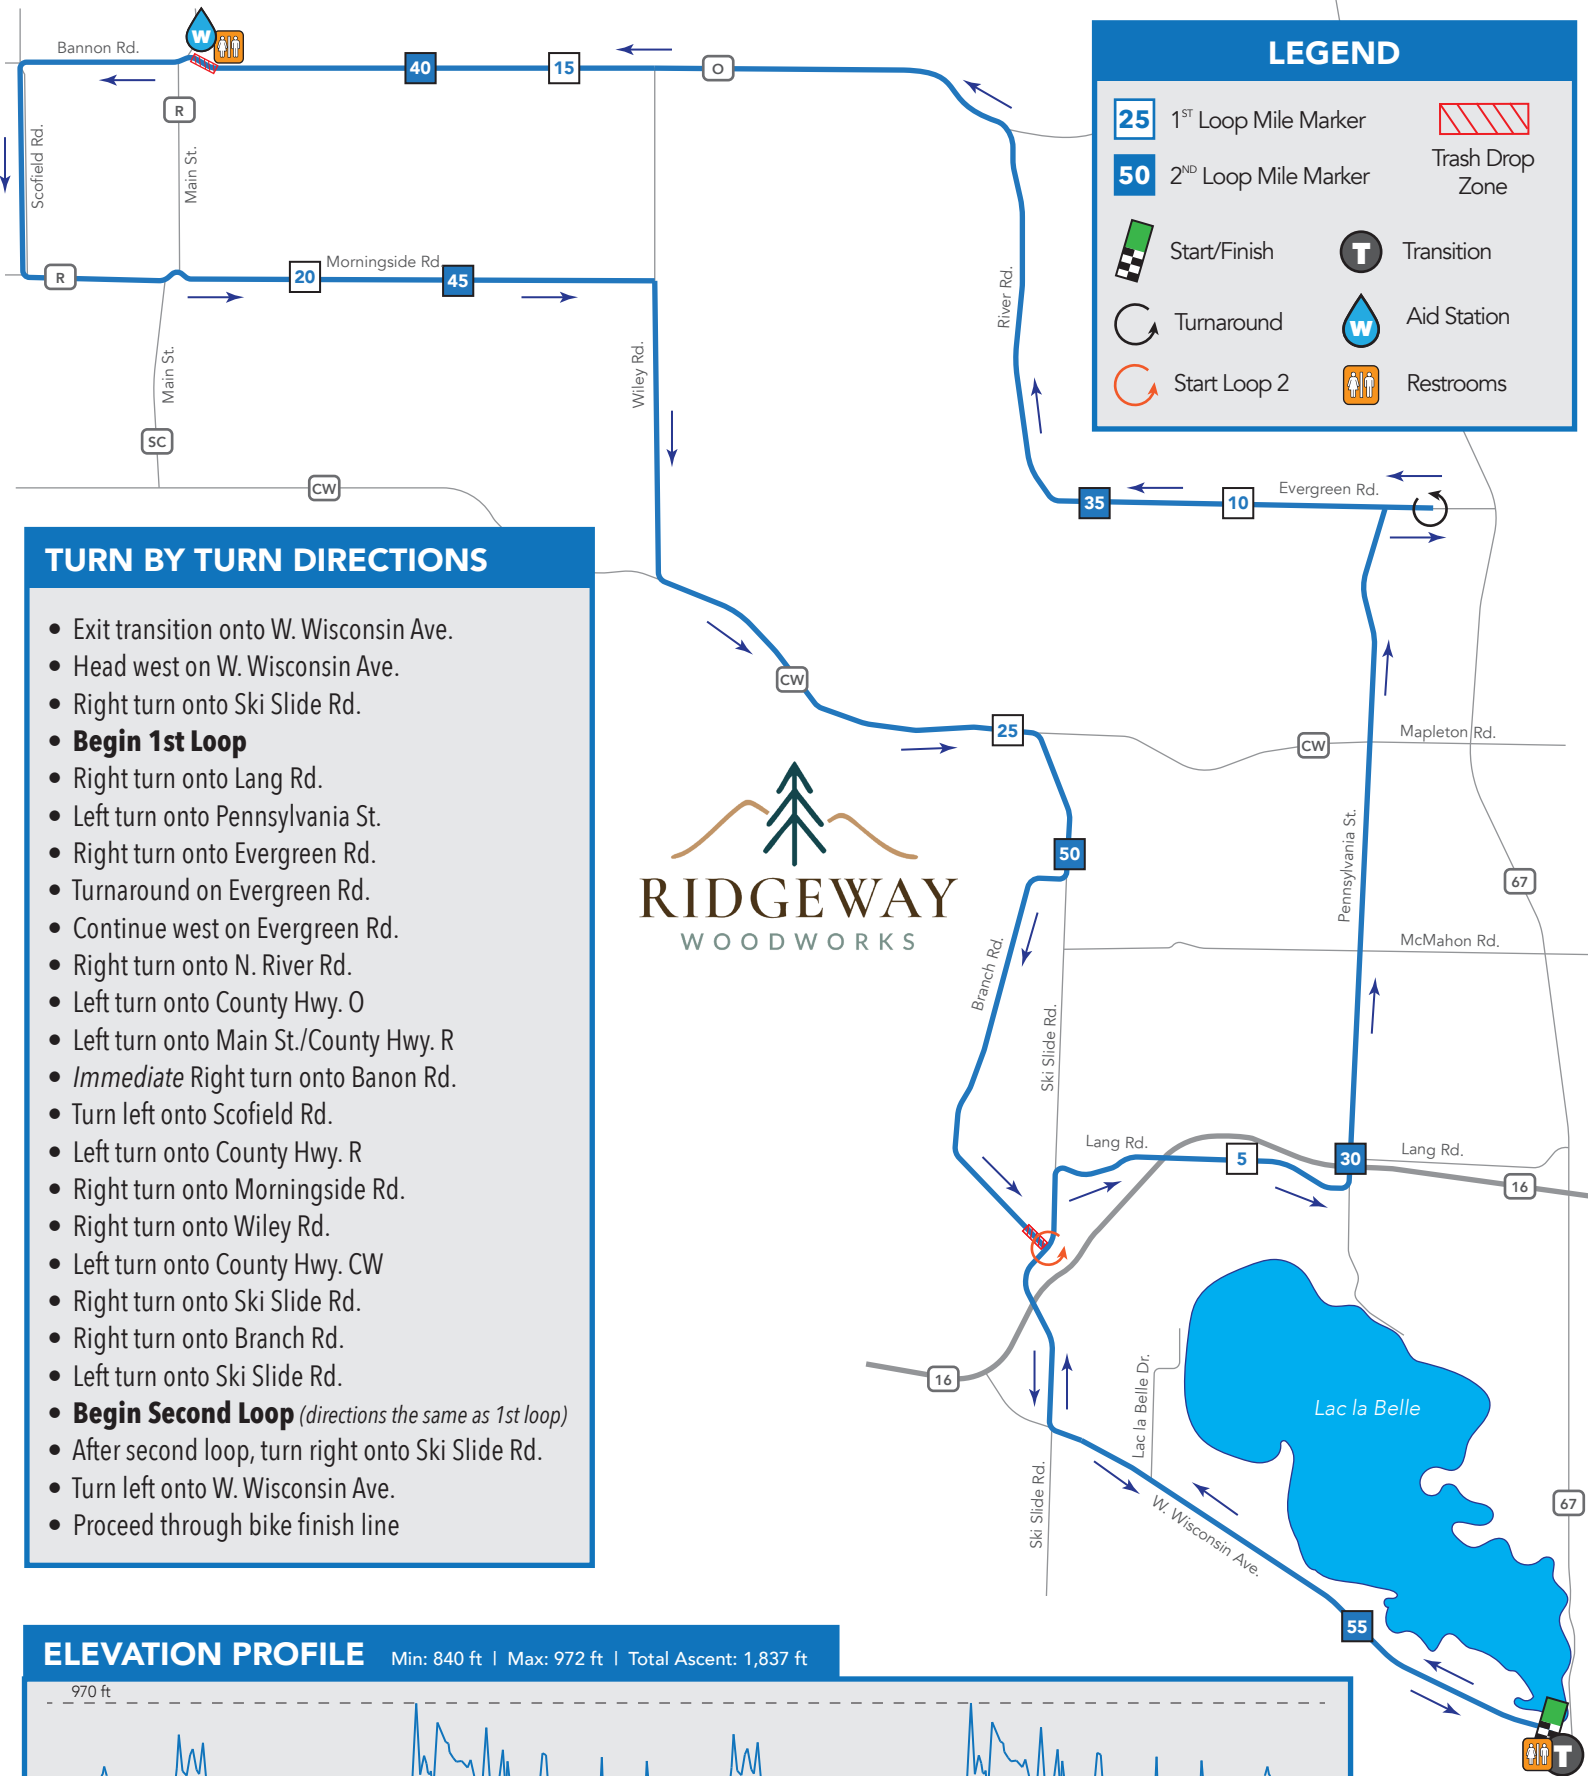 LEGEND
25 1ST Loop Mile Marker
50 2ND Loop Mile Marker
Trash Drop
Zone
Start/Finish
T Transition
Turnaround
W Aid Station
Start Loop 2
Restrooms
W
Bannon Rd.
40
15
O
R
Scofield Rd.
Main St.
R
20
Morningside Rd
45
Main St.
SC
CW
Wiley Rd.
River Rd.
35
10
Evergreen Rd.
CW
25
CW
Mapleton Rd.
50
Pennsylvania St.
67
McMahon Rd.
Branch Rd.
Ski Slide Rd.
Lang Rd.
5
30
Lang Rd.
16
16
Lac la Belle Dr.
Lac la Belle
Ski Slide Rd.
W. Wisconsin Ave.
67
55
T
RIDGEWAY
WOODWORKS
TURN BY TURN DIRECTIONS
• Exit transition onto W. Wisconsin Ave.
• Head west on W. Wisconsin Ave.
• Right turn onto Ski Slide Rd.
• Begin 1st Loop
• Right turn onto Lang Rd.
• Left turn onto Pennsylvania St.
• Right turn onto Evergreen Rd.
• Turnaround on Evergreen Rd.
• Continue west on Evergreen Rd.
• Right turn onto N. River Rd.
• Left turn onto County Hwy. O
• Left turn onto Main St./County Hwy. R
• Immediate Right turn onto Banon Rd.
• Turn left onto Scofield Rd.
• Left turn onto County Hwy. R
• Right turn onto Morningside Rd.
• Right turn onto Wiley Rd.
• Left turn onto County Hwy. CW
• Right turn onto Ski Slide Rd.
• Right turn onto Branch Rd.
• Left turn onto Ski Slide Rd.
• Begin Second Loop (directions the same as 1st loop)
• After second loop, turn right onto Ski Slide Rd.
• Turn left onto W. Wisconsin Ave.
• Proceed through bike finish line
ELEVATION PROFILE Min: 840 ft | Max: 972 ft | Total Ascent: 1,837 ft
970 ft